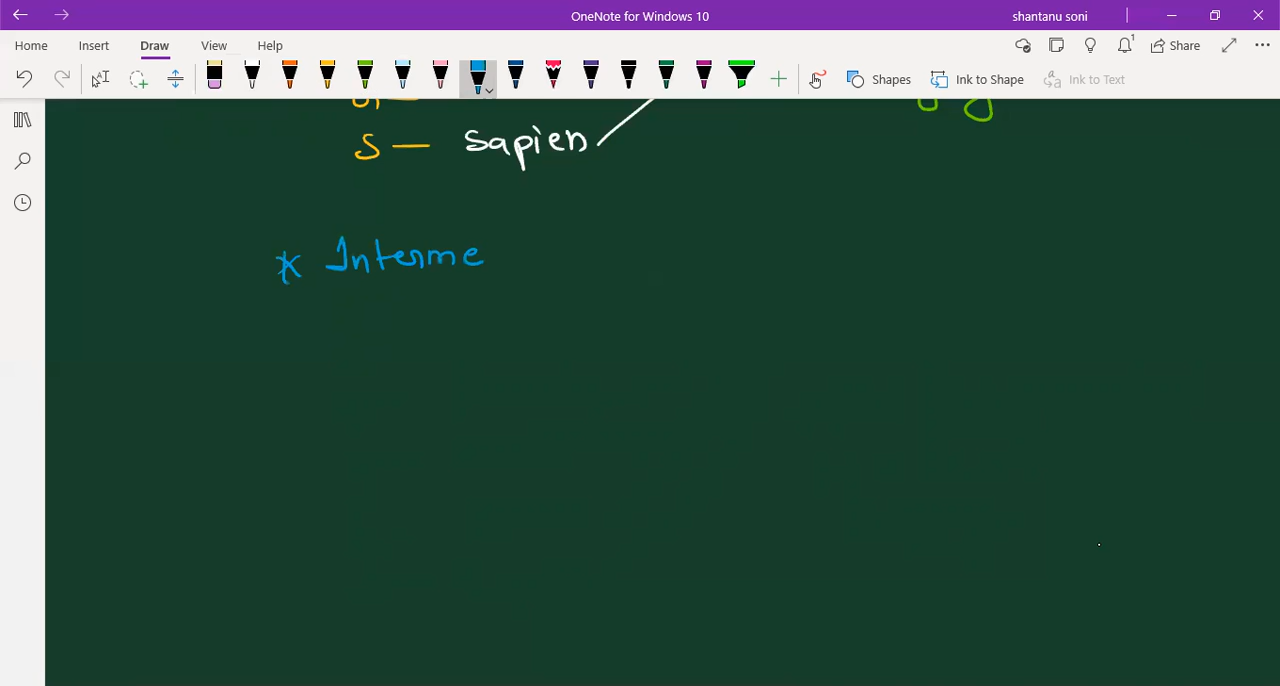 OneNote for Windows 10
shantanu soni
Home Insert Draw View Help
Share
Shapes Ink to Shape Ink to Text
S — Sapien
* Interme